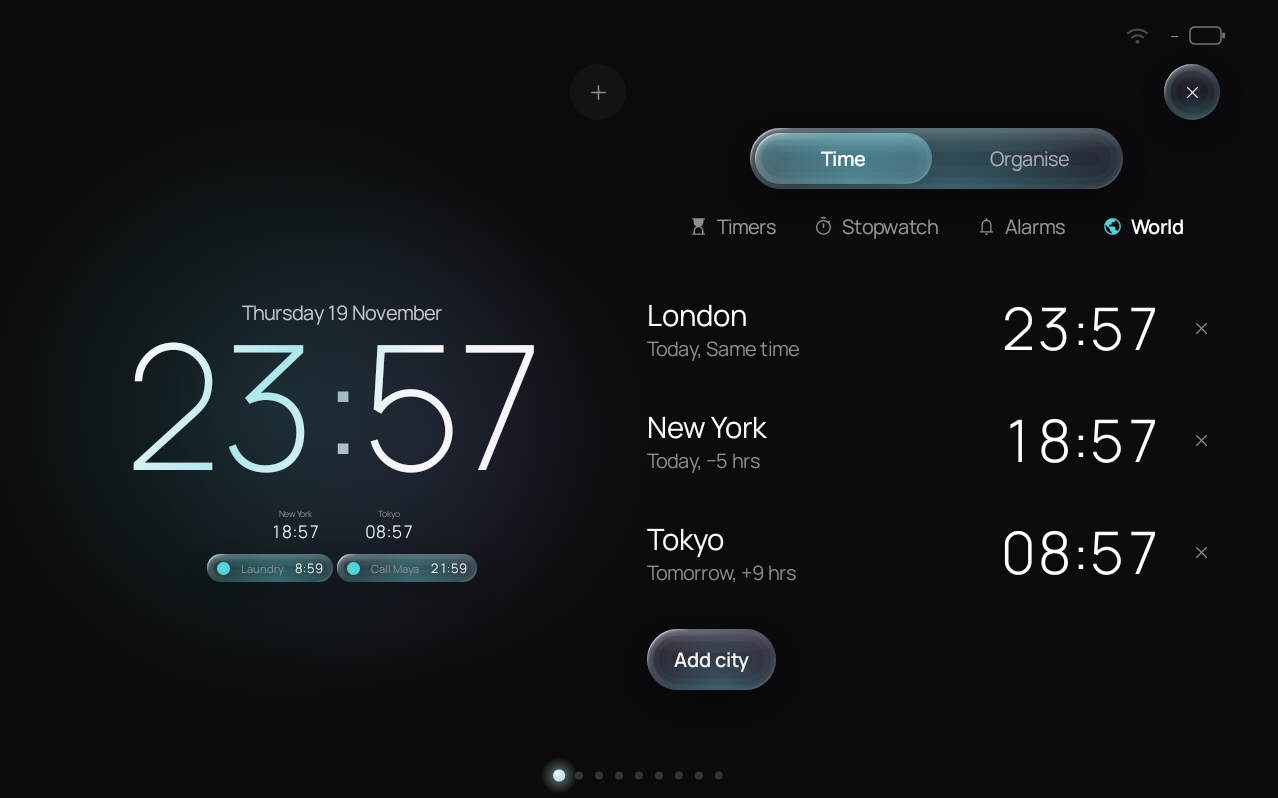 Time
Organise
Timers
Stopwatch
Alarms
World
Thursday 19 November
23:57
New York
18:57
Tokyo
08:57
Laundry 8:59
Call Maya 21:59
London
Today, Same time
23:57
New York
Today, −5 hrs
18:57
Tokyo
Tomorrow, +9 hrs
08:57
Add city